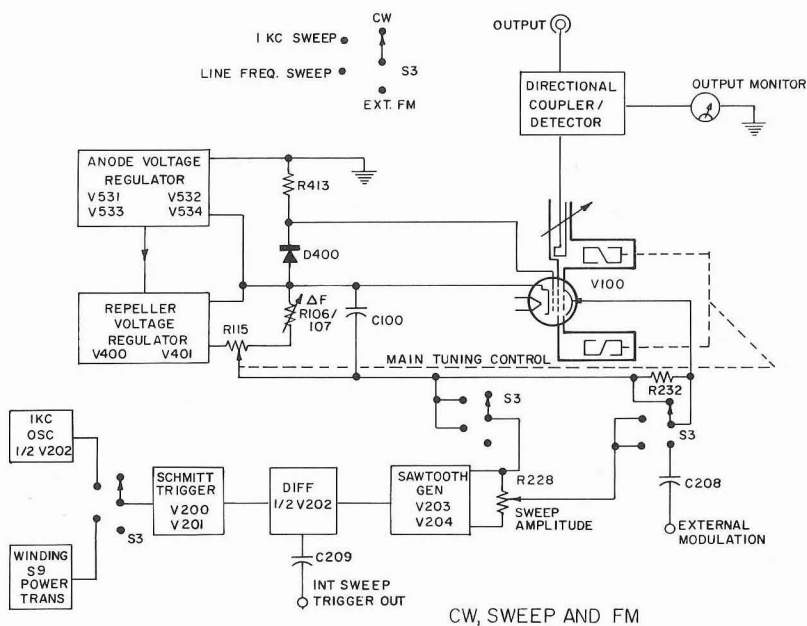 CW
1 KC SWEEP
S3
LINE FREQ. SWEEP
EXT. FM
OUTPUT
DIRECTIONAL
COUPLER/
DETECTOR
OUTPUT MONITOR
ANODE VOLTAGE
REGULATOR
V531 V532
V533 V534
R413
D400
REPELLER
VOLTAGE
REGULATOR
V400 V401
R115
ΔF
R106/
107
C100
V100
MAIN TUNING CONTROL
R232
S3
S3
1KC
OSC
1/2 V202
SCHMITT
TRIGGER
V200
V201
S3
DIFF
1/2 V202
SAWTOOTH
GEN
V203
V204
R228
SWEEP
AMPLITUDE
C208
EXTERNAL
MODULATION
WINDING
S9
POWER
TRANS
C209
INT SWEEP
TRIGGER OUT
CW, SWEEP AND FM